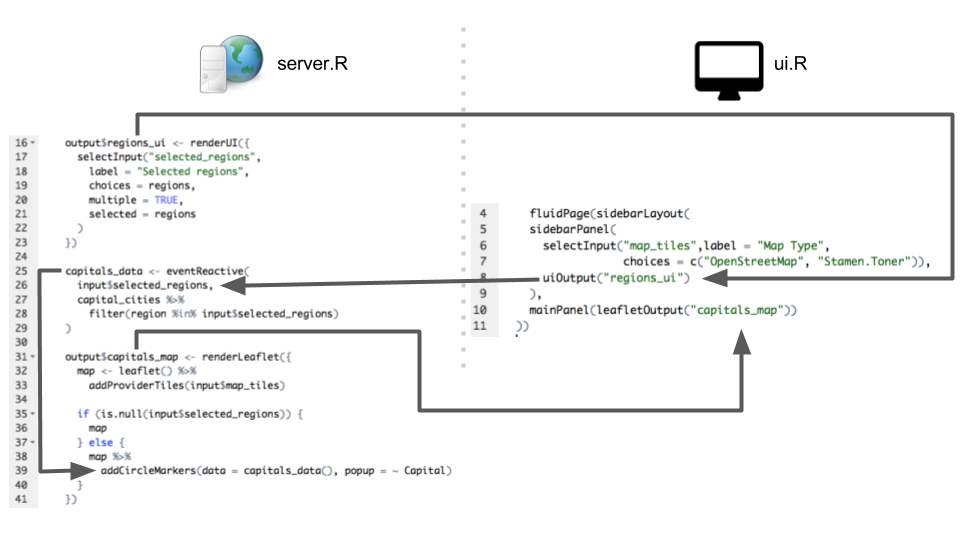 server.R
ui.R
16 output$regions_ui <- renderUI({
17 selectInput("selected_regions",
18 label = "Selected regions",
19 choices = regions,
20 multiple = TRUE,
21 selected = regions
22 )
23 })
24
25 capitals_data <- eventReactive(
26 input$selected_regions,
27 capital_cities %>%
28 filter(region %in% input$selected_regions)
29 )
30
31 output$capitals_map <- renderLeaflet({
32 map <- leaflet() %>%
33 addProviderTiles(input$map_tiles)
34
35 if (is.null(input$selected_regions)) {
36 map
37 } else {
38 map %>%
39 addCircleMarkers(data = capitals_data(), popup = ~ Capital)
40 }
41 })
4 fluidPage(sidebarLayout(
5 sidebarPanel(
6 selectInput("map_tiles",label = "Map Type",
7 choices = c("OpenStreetMap", "Stamen.Toner")),
8 uiOutput("regions_ui")
9 ),
10 mainPanel(leafletOutput("capitals_map"))
11 ))